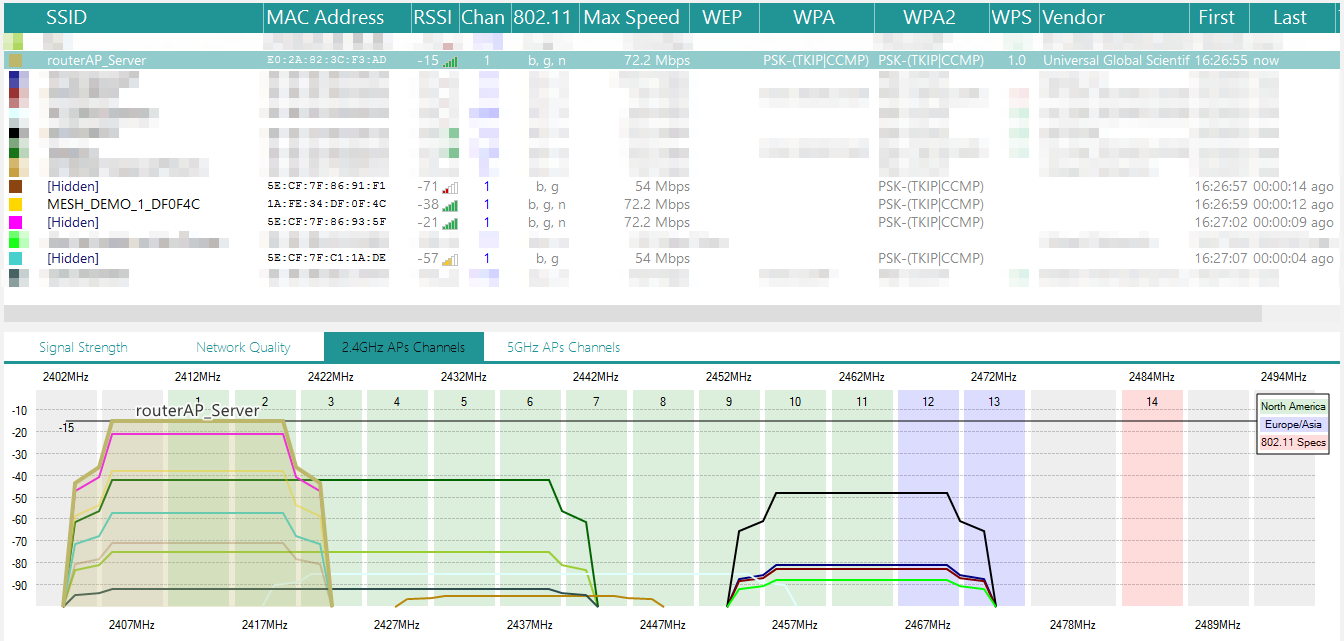 SSID MAC Address RSSI Chan 802.11 Max Speed WEP WPA WPA2 WPS Vendor First Last
routerAP_Server E0:2A:82:3C:F3:AD -15 1 b, g, n 72.2 Mbps PSK-(TKIP|CCMP) PSK-(TKIP|CCMP) 1.0 Universal Global Scientif 16:26:55 now
[Hidden] 5E:CF:7F:86:91:F1 -71 1 b, g 54 Mbps PSK-(TKIP|CCMP) 16:26:57 00:00:14 ago
MESH_DEMO_1_DF0F4C 1A:FE:34:DF:0F:4C -38 1 b, g, n 72.2 Mbps PSK-(TKIP|CCMP) 16:26:59 00:00:12 ago
[Hidden] 5E:CF:7F:86:93:5F -21 1 b, g, n 72.2 Mbps PSK-(TKIP|CCMP) 16:27:02 00:00:09 ago
[Hidden] 5E:CF:7F:C1:1A:DE -57 1 b, g 54 Mbps PSK-(TKIP|CCMP) 16:27:07 00:00:04 ago
Signal Strength Network Quality 2.4GHz APs Channels 5GHz APs Channels
2402MHz 2412MHz 2422MHz 2432MHz 2442MHz 2452MHz 2462MHz 2472MHz 2484MHz 2494MHz
1 2 3 4 5 6 7 8 9 10 11 12 13 14
North America
Europe/Asia
802.11 Specs
routerAP_Server
-15
-10
-20
-30
-40
-50
-60
-70
-80
-90
2407MHz 2417MHz 2427MHz 2437MHz 2447MHz 2457MHz 2467MHz 2478MHz 2489MHz